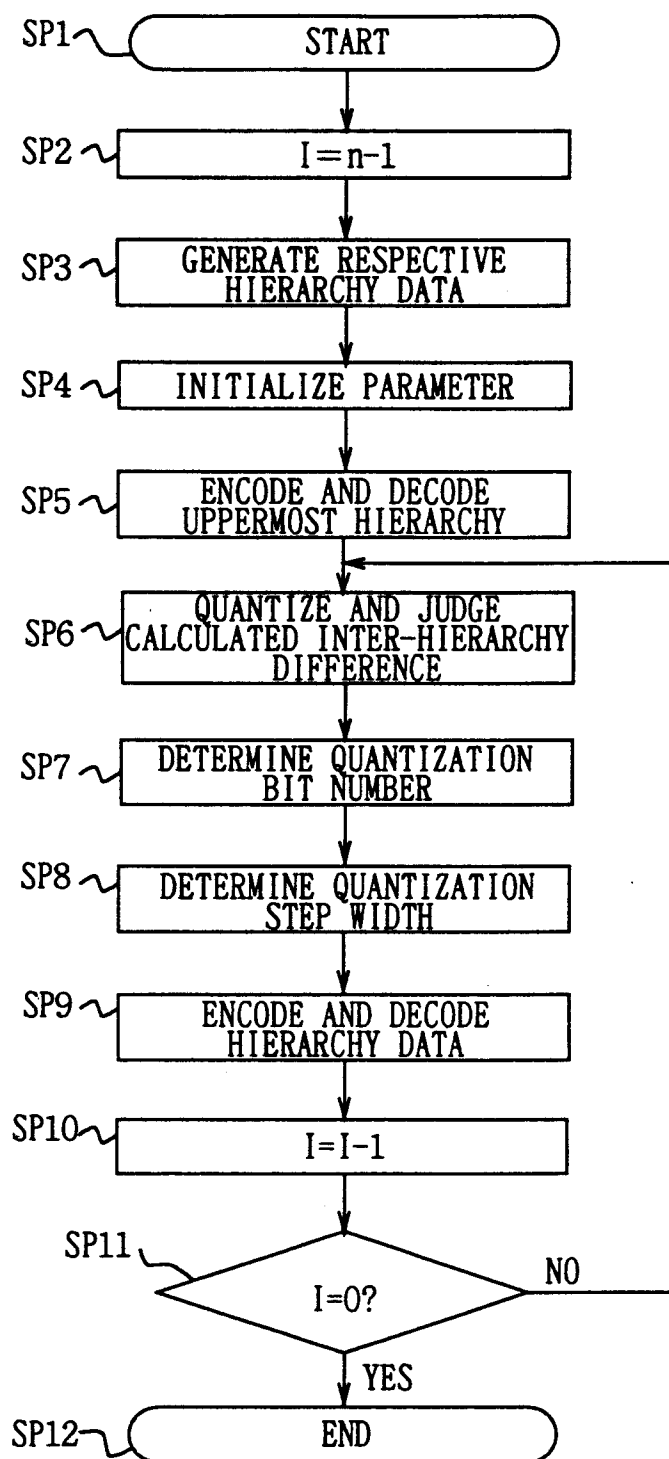 SP1 START
SP2 I=n-1
SP3 GENERATE RESPECTIVE
HIERARCHY DATA
SP4 INITIALIZE PARAMETER
SP5 ENCODE AND DECODE
UPPERMOST HIERARCHY
SP6 QUANTIZE AND JUDGE
CALCULATED INTER-HIERARCHY
DIFFERENCE
SP7 DETERMINE QUANTIZATION
BIT NUMBER
SP8 DETERMINE QUANTIZATION
STEP WIDTH
SP9 ENCODE AND DECODE
HIERARCHY DATA
SP10 I=I-1
SP11 I=0? NO
YES
SP12 END